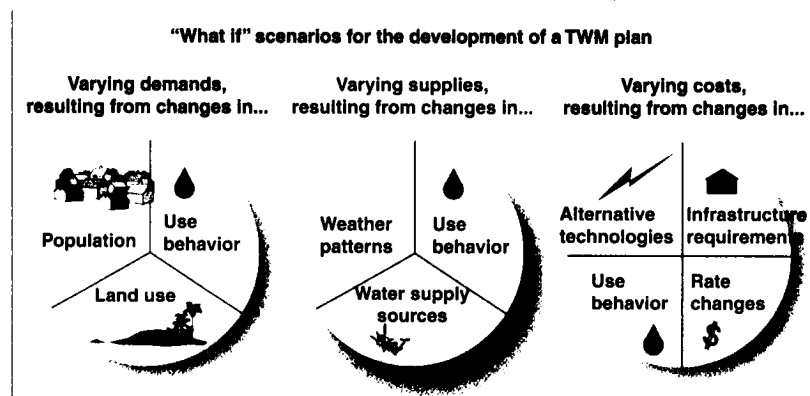 “What if” scenarios for the development of a TWM plan
Varying demands,
resulting from changes in...
Varying supplies,
resulting from changes in...
Varying costs,
resulting from changes in...
Population
Use
behavior
Land use
Weather
patterns
Use
behavior
Water supply
sources
Alternative
technologies
Infrastructure
requirements
Use
behavior
Rate
changes
$